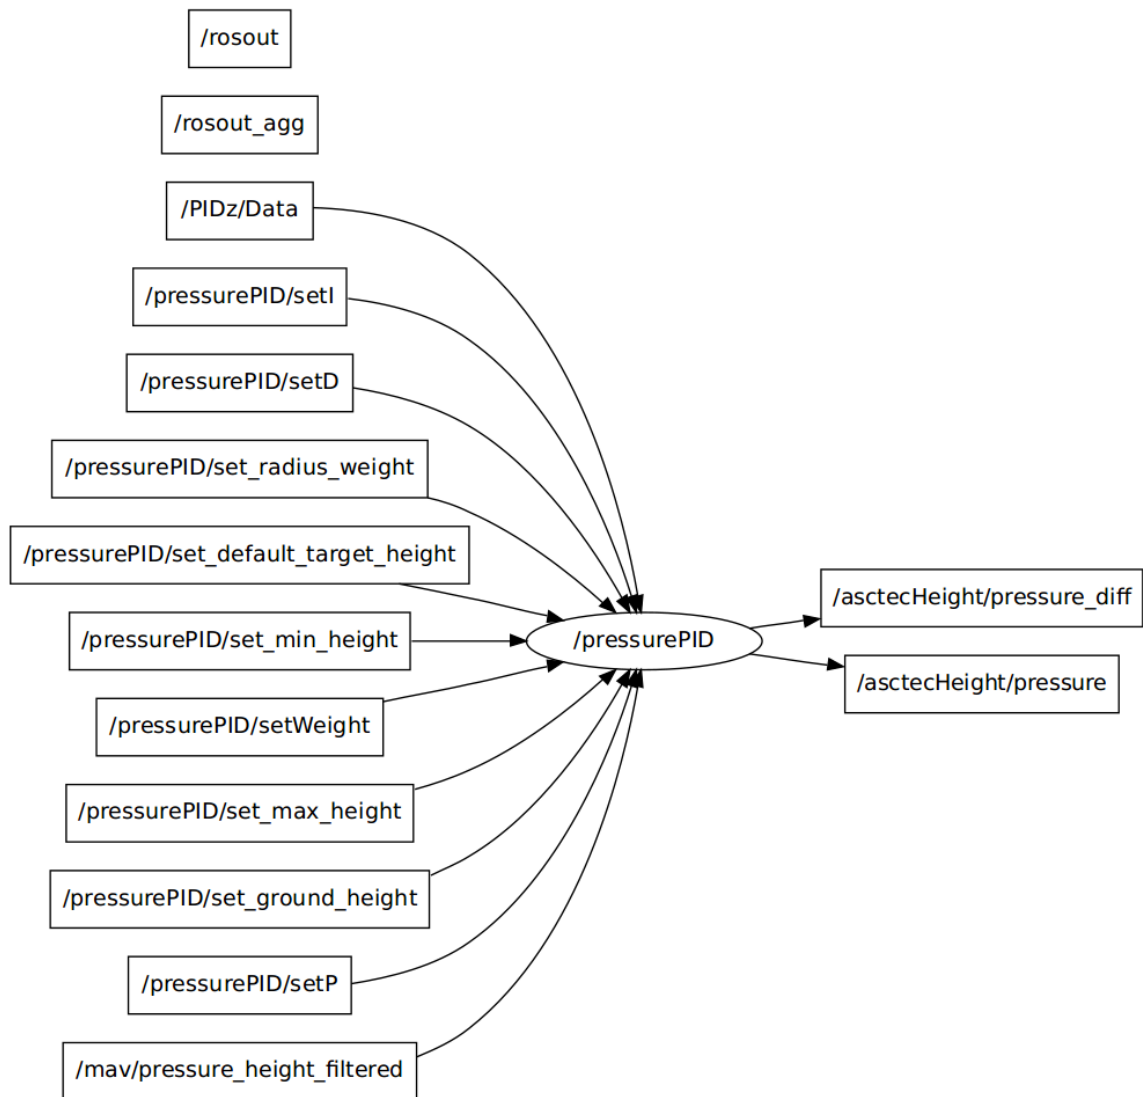 /rosout
/rosout_agg
/PIDz/Data
/pressurePID/setI
/pressurePID/setD
/pressurePID/set_radius_weight
/pressurePID/set_default_target_height
/pressurePID/set_min_height
/pressurePID/setWeight
/pressurePID/set_max_height
/pressurePID/set_ground_height
/pressurePID/setP
/mav/pressure_height_filtered
/pressurePID
/asctecHeight/pressure_diff
/asctecHeight/pressure